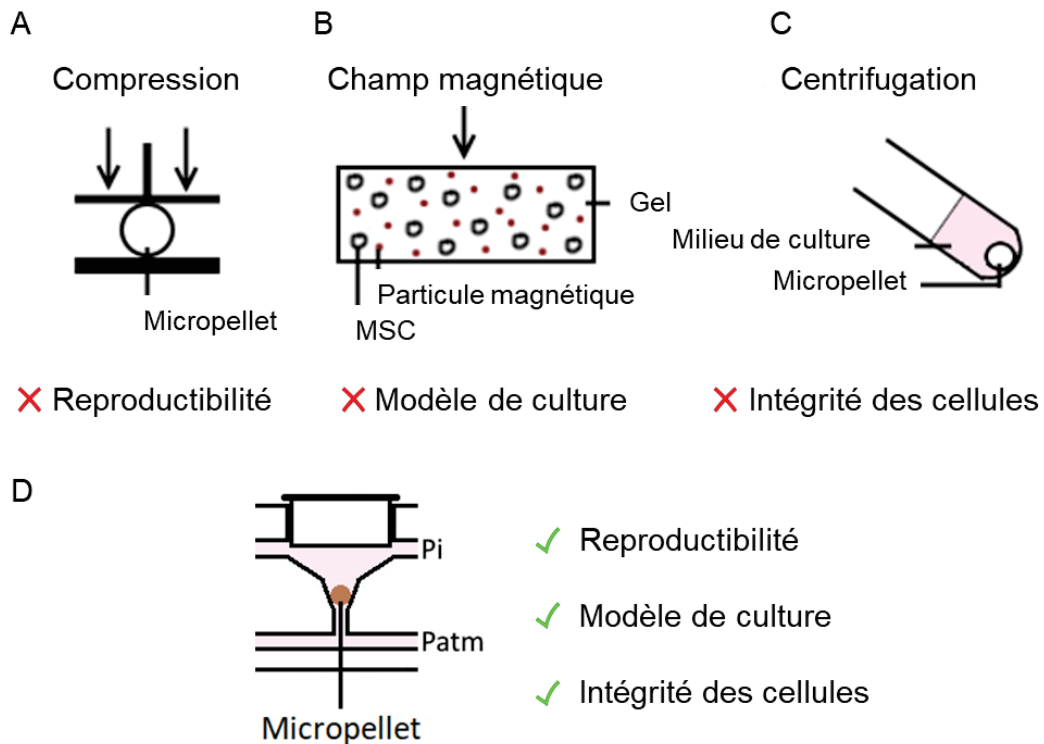 A
B
C
Compression
Champ magnétique
Centrifugation
Gel
Milieu de culture
Micropellet
Particule magnétique
Micropellet
MSC
Reproductibilité
Modèle de culture
Intégrité des cellules
D
Pi
Patm
Micropellet
Reproductibilité
Modèle de culture
Intégrité des cellules